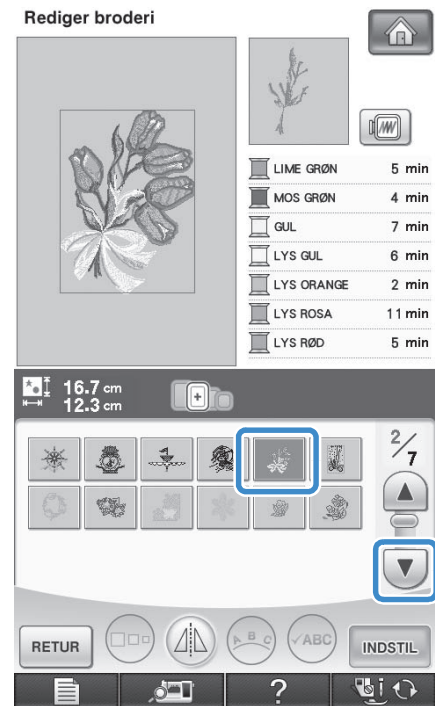 Rediger broderi
LIME GRØN 5 min
MOS GRØN 4 min
GUL 7 min
LYS GUL 6 min
LYS ORANGE 2 min
LYS ROSA 11 min
LYS RØD 5 min
16.7 cm
12.3 cm
2/7
RETUR
A B C
✓ABC
INDSTIL
?